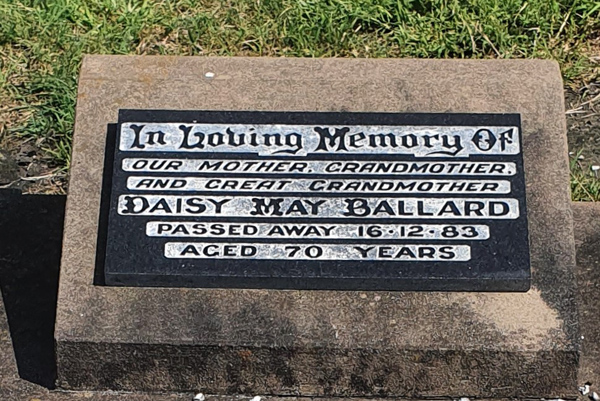 In Loving Memory Of
OUR MOTHER, GRANDMOTHER,
AND GREAT GRANDMOTHER
DAISY MAY BALLARD
PASSED AWAY 16-12-83
AGED 70 YEARS